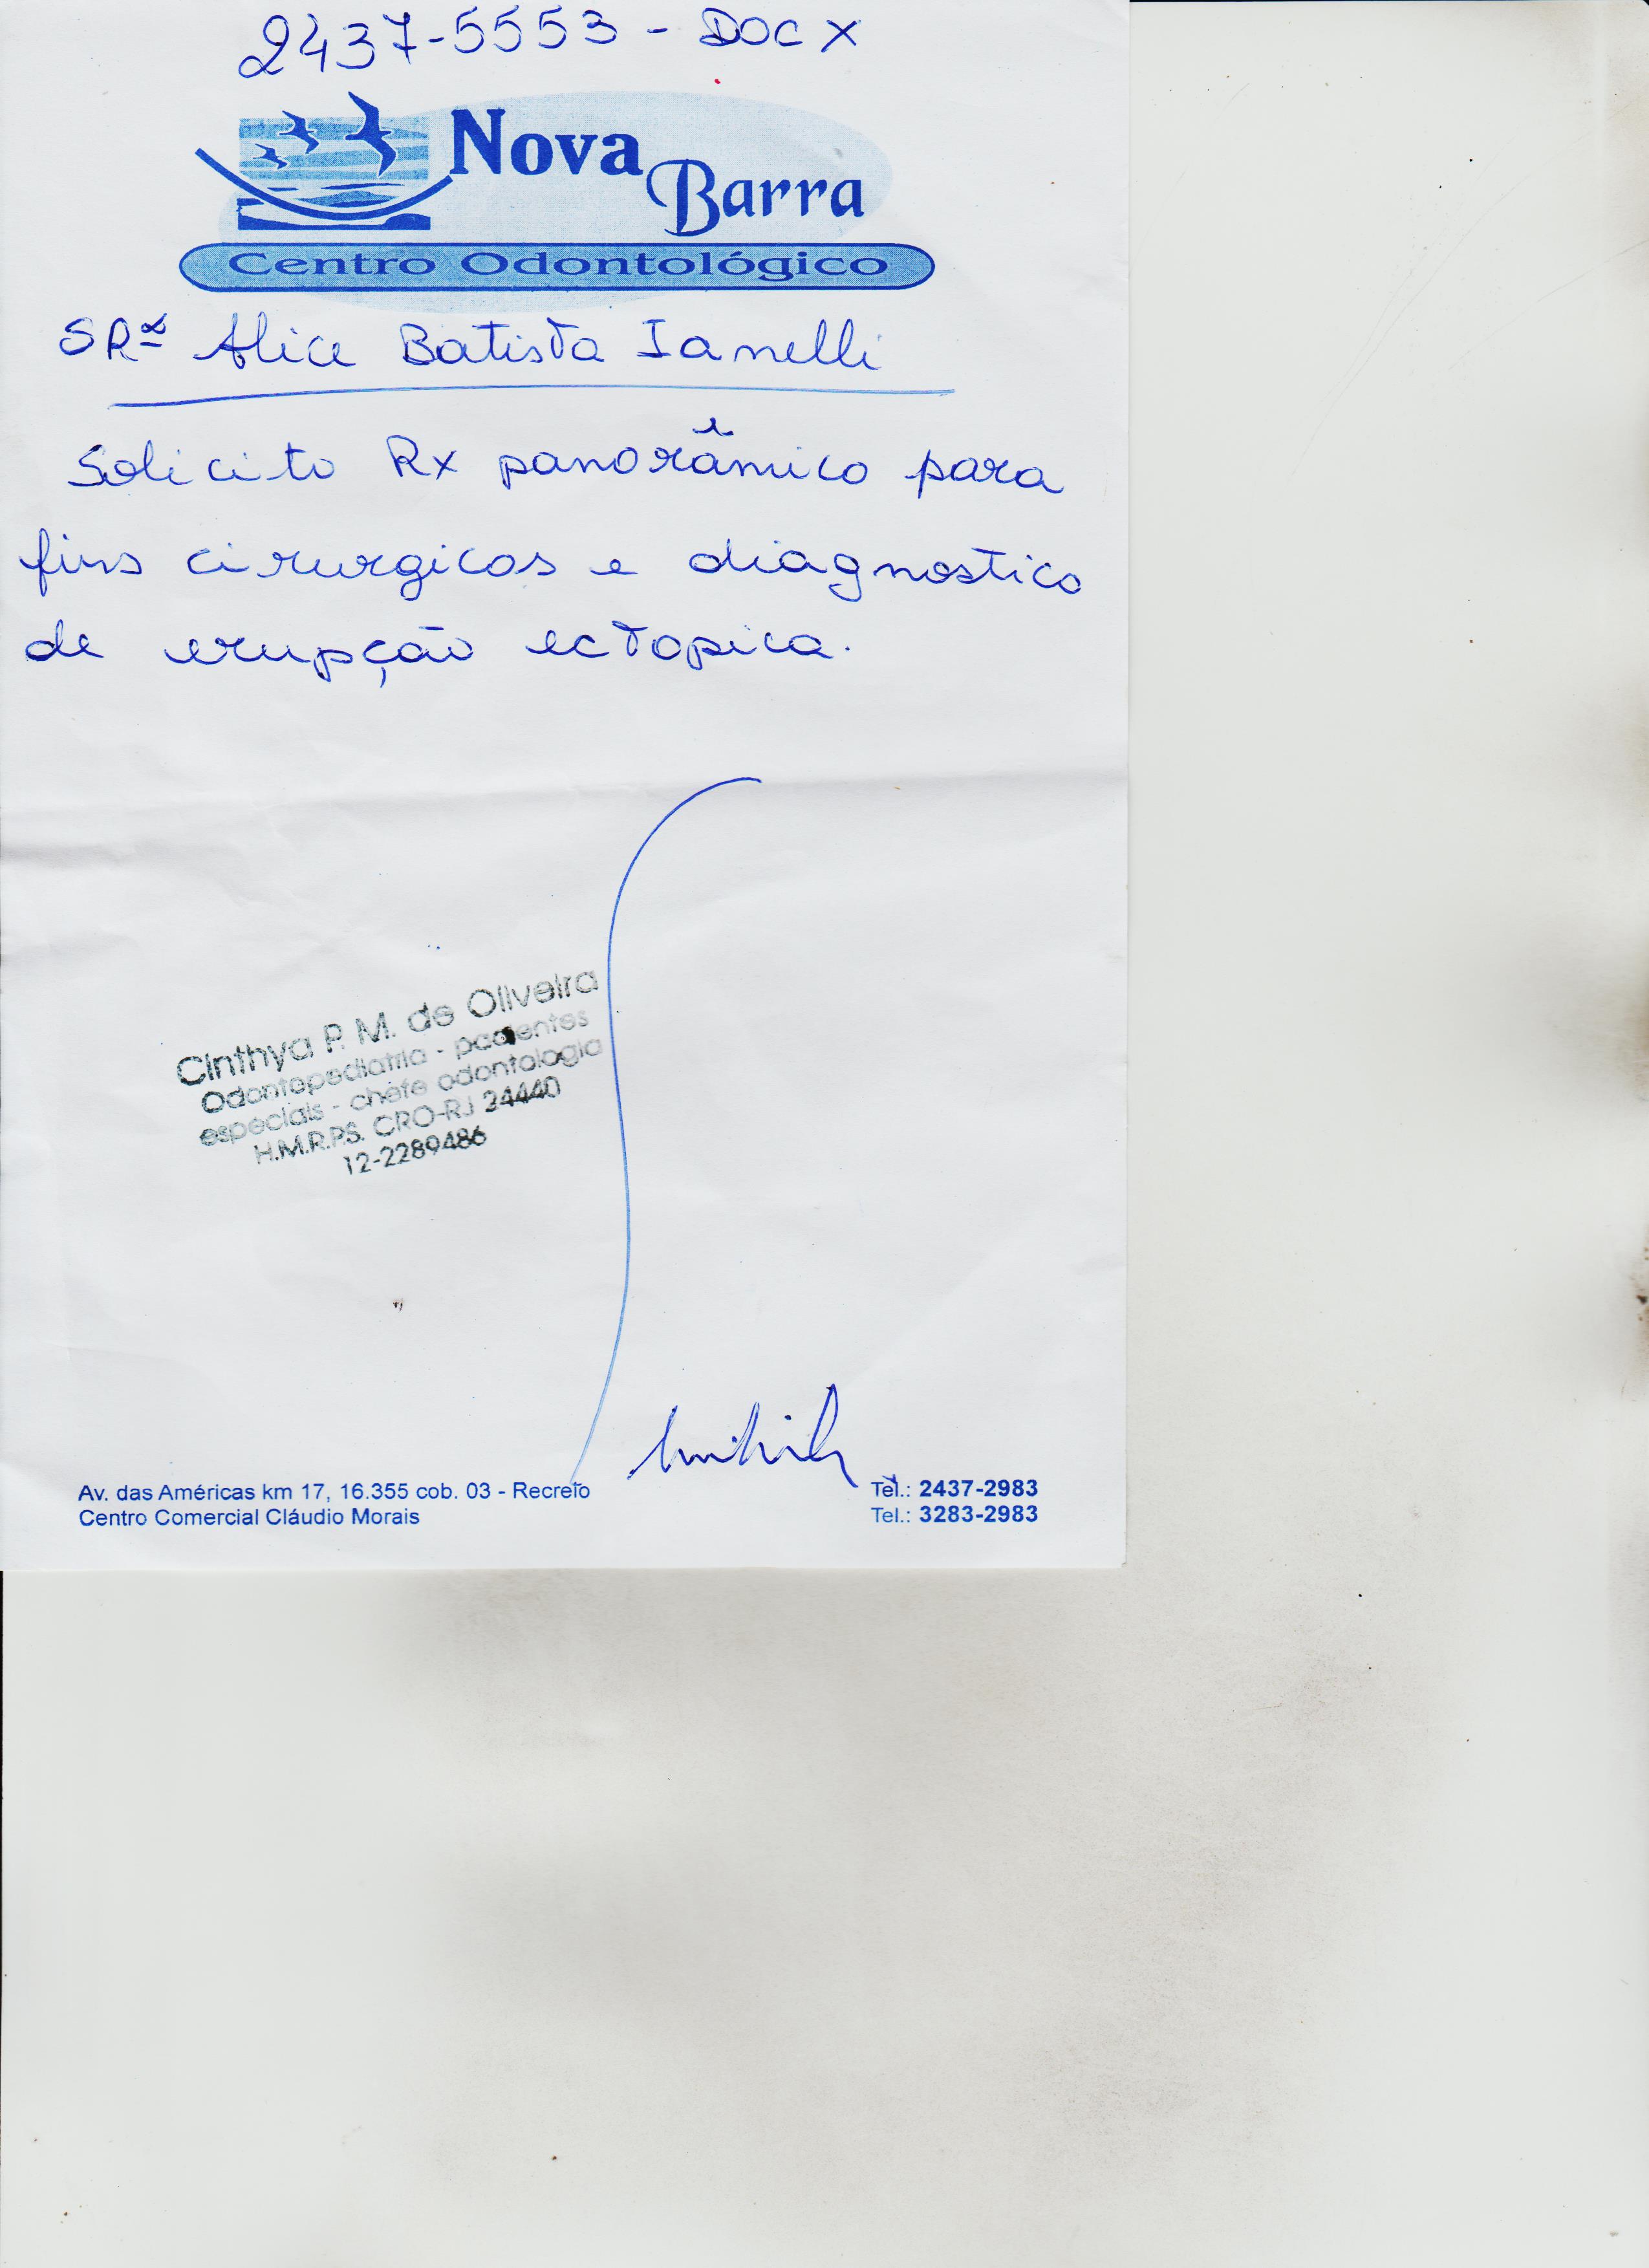 2437-5553 - DOC X
Nova
Barra
Centro Odontológico
SRª Alice Batista Ianelli
Solicito Rx panorâmico para
fins cirurgicos e diagnostico
de erupção ectopica.
Cinthya P. M. de Oliveira
Odontopediatria - pacientes
especiais - chefe odontologia
H.M.R.P.S. CRO-RJ 24440
12-2289486
Av. das Américas km 17, 16.355 cob. 03 - Recreio
Centro Comercial Cláudio Morais
Tel.: 2437-2983
Tel.: 3283-2983